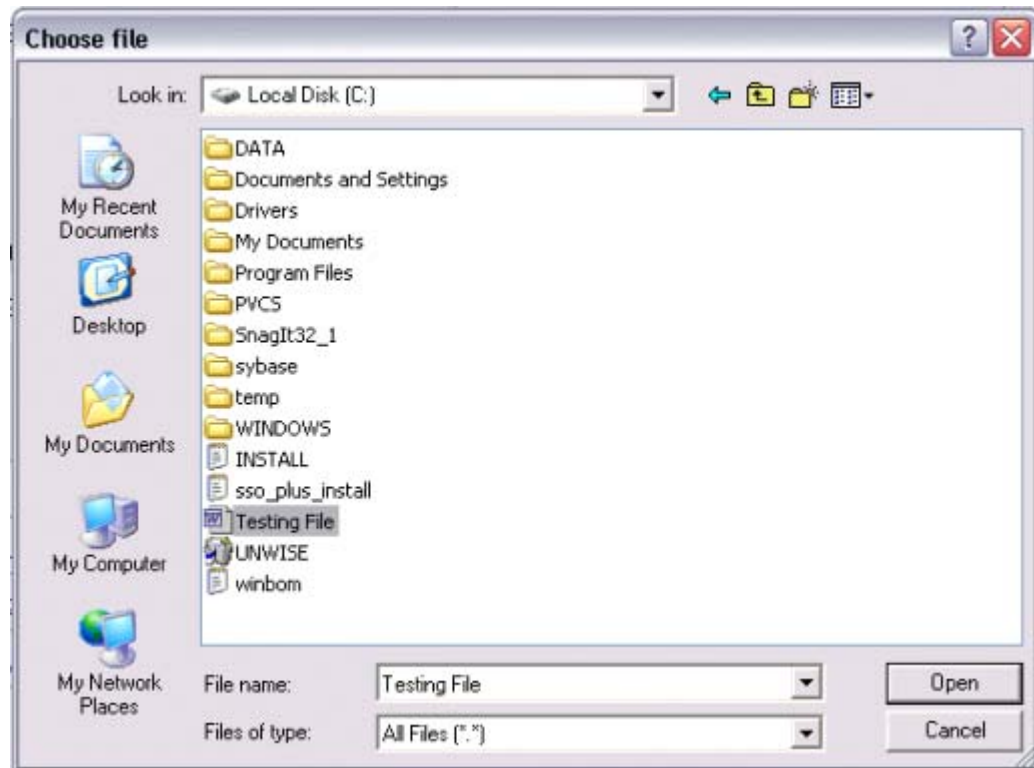 Choose file
Look in:
Local Disk (C:)
My Recent
Documents
Desktop
My Documents
My Computer
My Network
Places
DATA
Documents and Settings
Drivers
My Documents
Program Files
PVCS
SnagIt32_1
sybase
temp
WINDOWS
INSTALL
sso_plus_install
Testing File
UNWISE
winbom
File name:
Testing File
Open
Files of type:
All Files (*.*)
Cancel